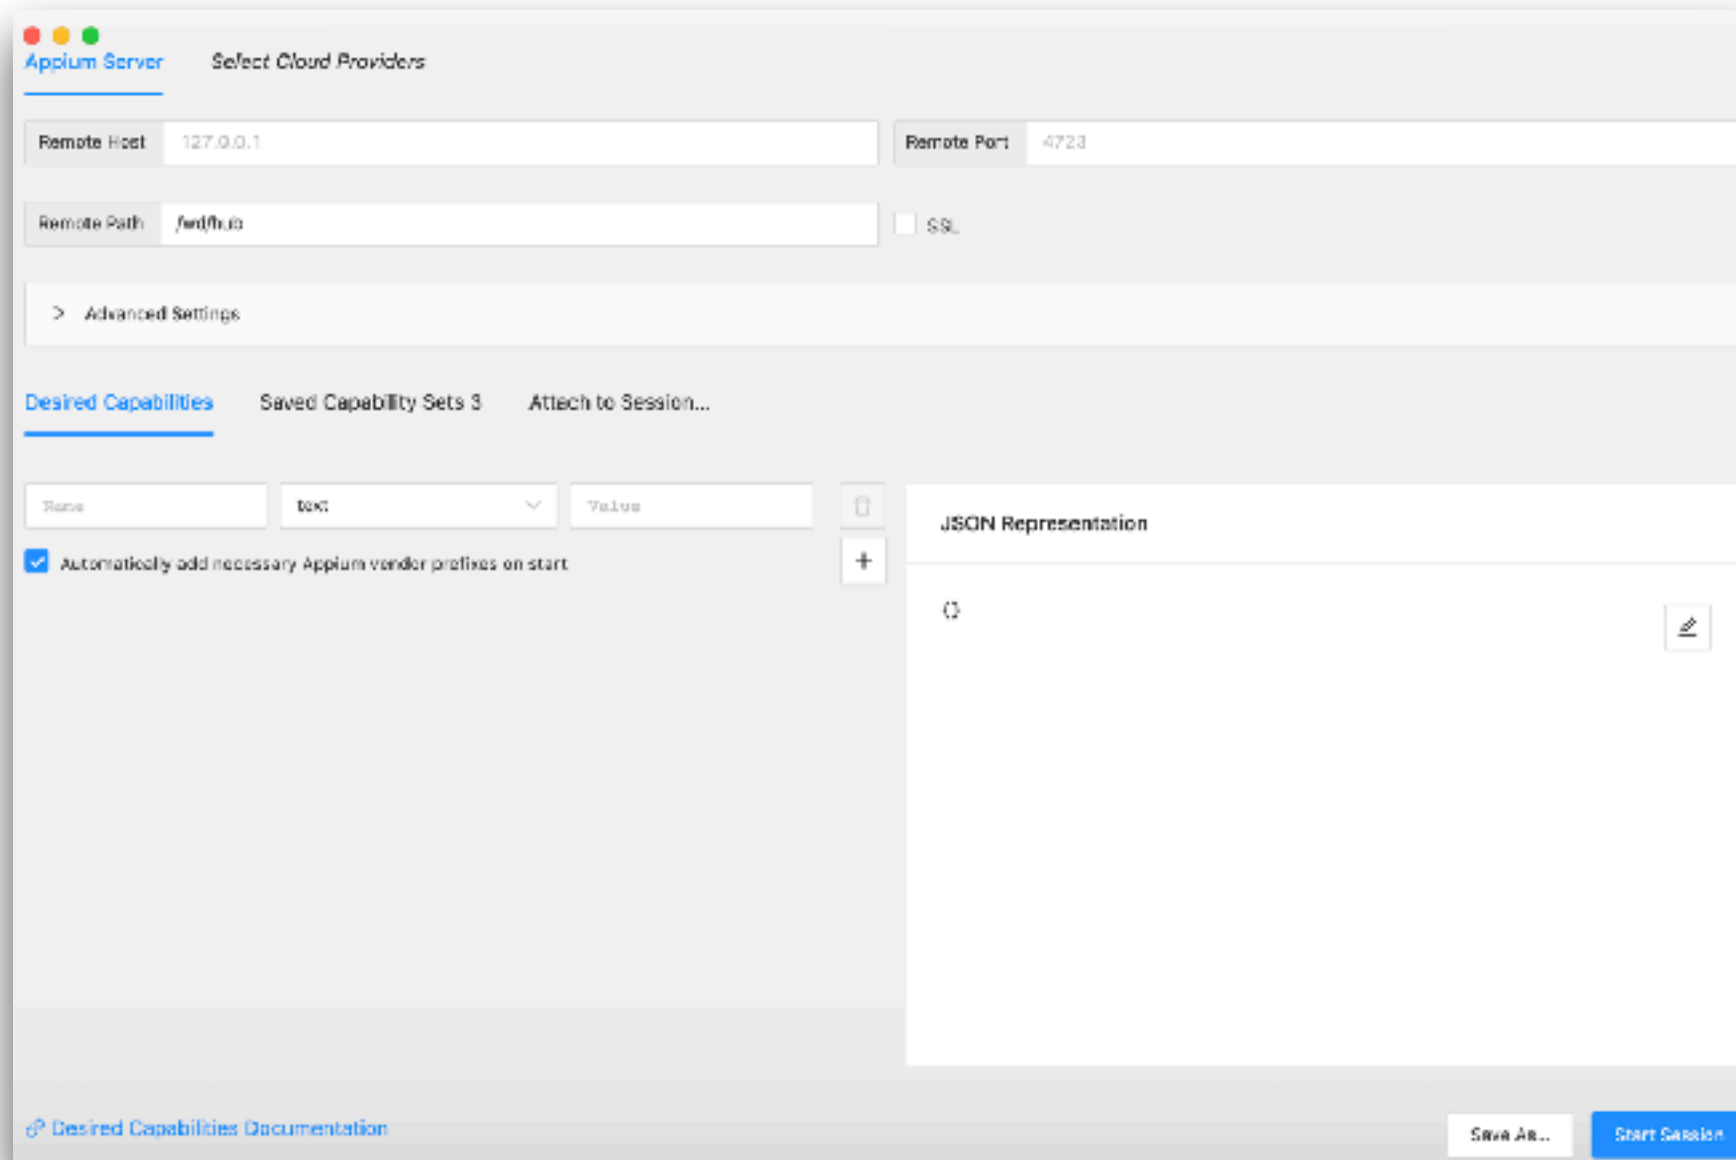 Appium Server Select Cloud Providers
Remote Host 127.0.0.1 Remote Port 4723
Remote Path /wd/hub SSL
Advanced Settings
Desired Capabilities Saved Capability Sets 3 Attach to Session...
Name text Value
JSON Representation
Automatically add necessary Appium vendor prefixes on start
{}
Desired Capabilities Documentation Save As... Start Session